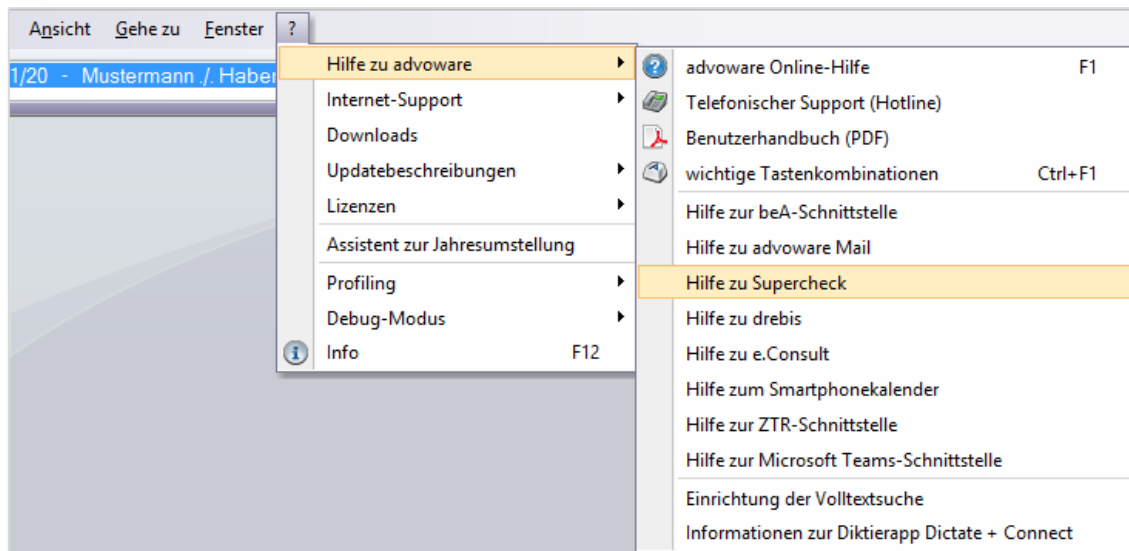 Ansicht Gehe zu Fenster ?
1/20 - Mustermann ./. Haber
Hilfe zu advoware
Internet-Support
Downloads
Updatebeschreibungen
Lizenzen
Assistent zur Jahresumstellung
Profiling
Debug-Modus
Info F12
advoware Online-Hilfe F1
Telefonischer Support (Hotline)
Benutzerhandbuch (PDF)
wichtige Tastenkombinationen Ctrl+F1
Hilfe zur beA-Schnittstelle
Hilfe zu advoware Mail
Hilfe zu Supercheck
Hilfe zu drebis
Hilfe zu e.Consult
Hilfe zum Smartphonekalender
Hilfe zur ZTR-Schnittstelle
Hilfe zur Microsoft Teams-Schnittstelle
Einrichtung der Volltextsuche
Informationen zur Diktierapp Dictate + Connect